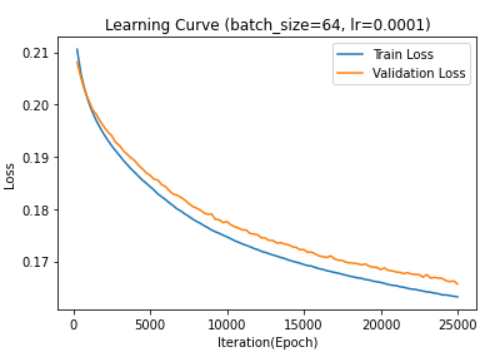 Learning Curve (batch_size=64, lr=0.0001)
Train Loss
Validation Loss
0.21
0.20
0.19
0.18
0.17
Loss
0 5000 10000 15000 20000 25000
Iteration(Epoch)